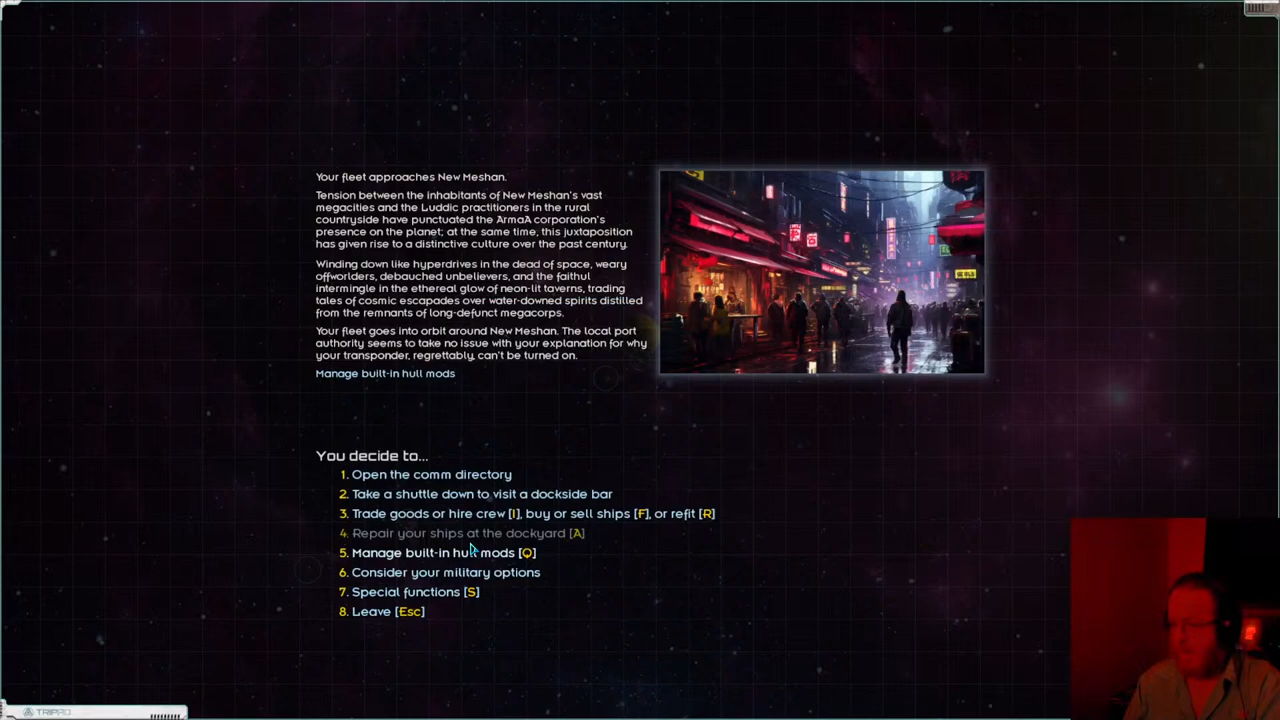 Your fleet approaches New Meshan.
Tension between the inhabitants of New Meshan's vast
megacities and the Luddic practitioners in the rural
countryside have punctuated the ArmaA corporation's
presence on the planet; at the same time, this juxtaposition
has given rise to a distinctive culture over the past century.
Winding down like hyperdrives in the dead of space, weary
offworlders, debauched unbelievers, and the faithful
intermingle in the ethereal glow of neon-lit taverns, trading
tales of cosmic escapades over water-downed spirits distilled
from the remnants of long-defunct megacorps.
Your fleet goes into orbit around New Meshan. The local port
authority seems to take no issue with your explanation for why
your transponder, regrettably, can't be turned on.
Manage built-in hull mods
You decide to...
1. Open the comm directory
2. Take a shuttle down to visit a dockside bar
3. Trade goods or hire crew [I], buy or sell ships [F], or refit [R]
4. Repair your ships at the dockyard [A]
5. Manage built-in hull mods [Q]
6. Consider your military options
7. Special functions [S]
8. Leave [Esc]
TRIPAD